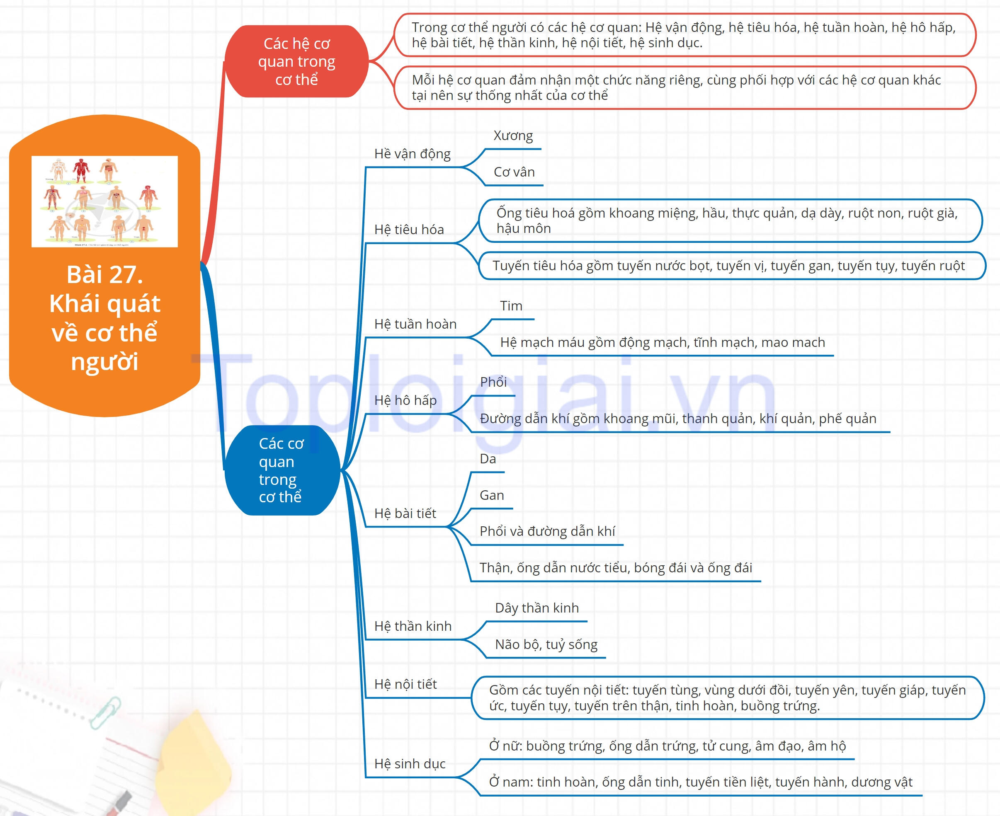 Bài 27.
Khái quát
về cơ thể
người
Các hệ cơ
quan trong
cơ thể
Trong cơ thể người có các hệ cơ quan: Hệ vận động, hệ tiêu hóa, hệ tuần hoàn, hệ hô hấp,
hệ bài tiết, hệ thần kinh, hệ nội tiết, hệ sinh dục.
Mỗi hệ cơ quan đảm nhận một chức năng riêng, cùng phối hợp với các hệ cơ quan khác
tại nên sự thống nhất của cơ thể
Các cơ
quan
trong
cơ thể
Hề vận động
Xương
Cơ vân
Hệ tiêu hóa
Ống tiêu hoá gồm khoang miệng, hầu, thực quản, dạ dày, ruột non, ruột già,
hậu môn
Tuyến tiêu hóa gồm tuyến nước bọt, tuyến vị, tuyến gan, tuyến tụy, tuyến ruột
Hệ tuần hoàn
Tim
Hệ mạch máu gồm động mạch, tĩnh mạch, mao mach
Hệ hô hấp
Phổi
Đường dẫn khí gồm khoang mũi, thanh quản, khí quản, phế quản
Hệ bài tiết
Da
Gan
Phổi và đường dẫn khí
Thận, ống dẫn nước tiểu, bóng đái và ống đái
Hệ thần kinh
Dây thần kinh
Não bộ, tuỷ sống
Hệ nội tiết
Gồm các tuyến nội tiết: tuyến tùng, vùng dưới đồi, tuyến yên, tuyến giáp, tuyến
ức, tuyến tụy, tuyến trên thận, tinh hoàn, buồng trứng.
Hệ sinh dục
Ở nữ: buồng trứng, ống dẫn trứng, tử cung, âm đạo, âm hộ
Ở nam: tinh hoàn, ống dẫn tinh, tuyến tiền liệt, tuyến hành, dương vật
Toploigiai.vn